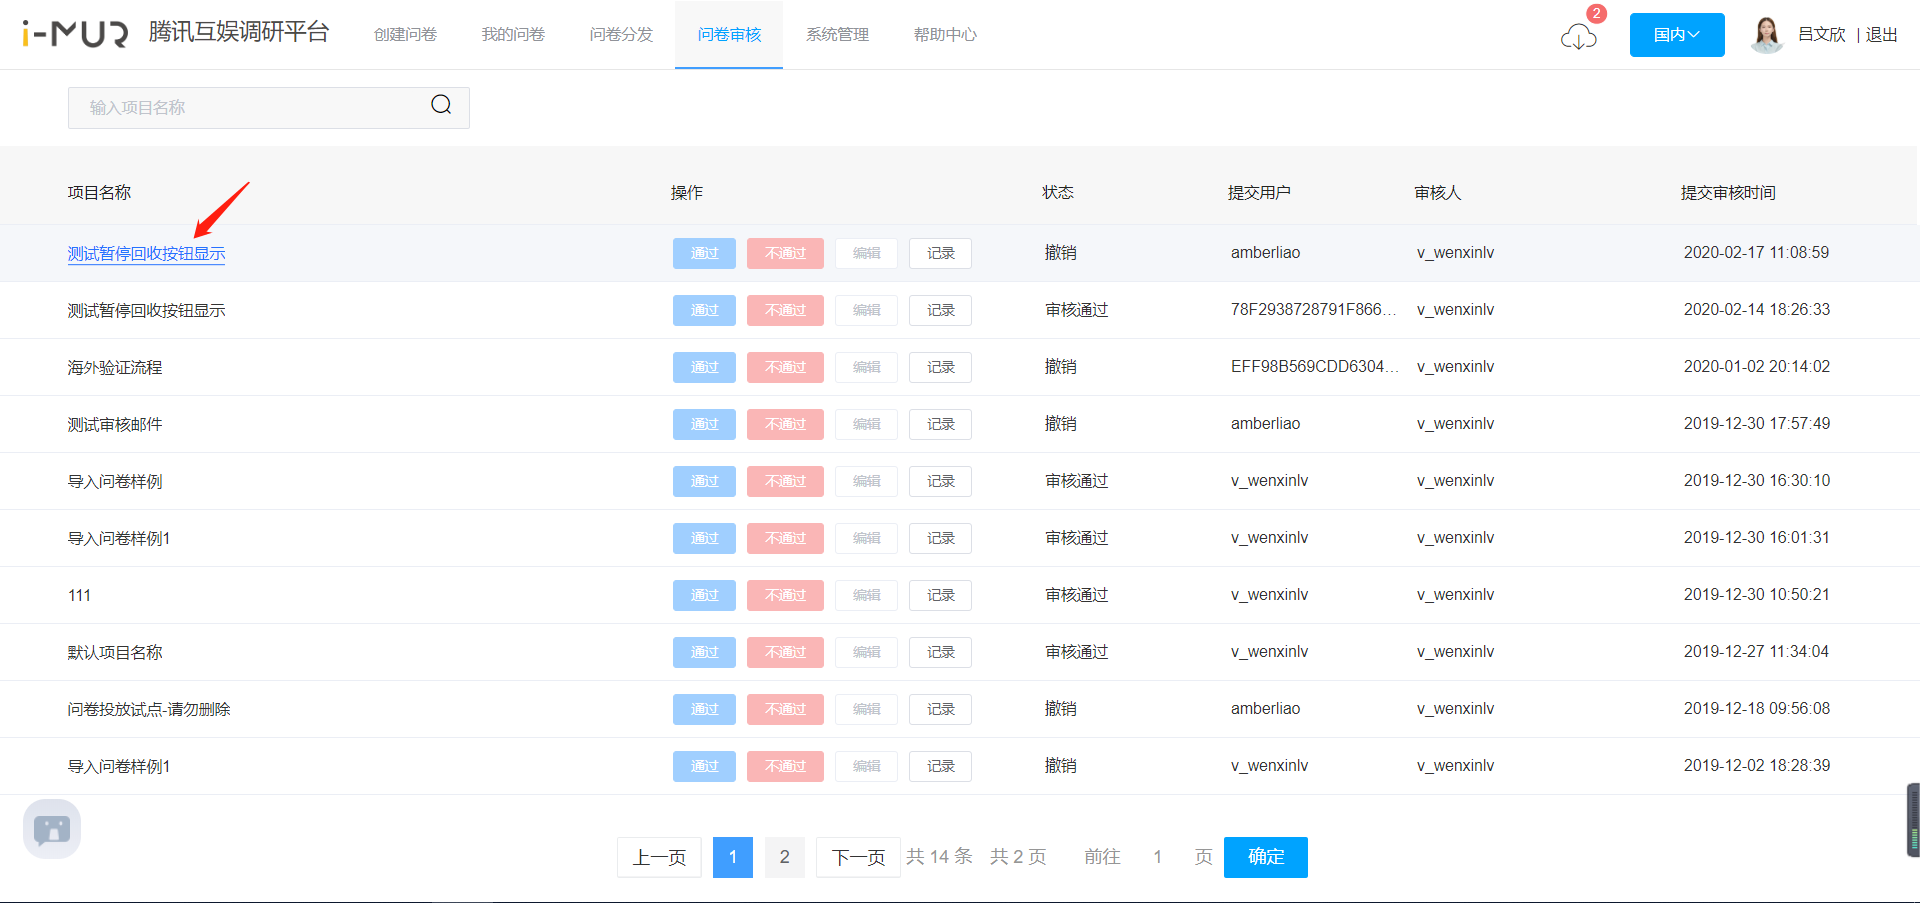 i-MUR 腾讯互娱调研平台 创建问卷 我的问卷 问卷分发 问卷审核 系统管理 帮助中心 2 国内 吕文欣 | 退出
输入项目名称
项目名称 操作 状态 提交用户 审核人 提交审核时间
测试暂停回收按钮显示 通过 不通过 编辑 记录 撤销 amberliao v_wenxinlv 2020-02-17 11:08:59
测试暂停回收按钮显示 通过 不通过 编辑 记录 审核通过 78F2938728791F866... v_wenxinlv 2020-02-14 18:26:33
海外验证流程 通过 不通过 编辑 记录 撤销 EFF98B569CDD6304... v_wenxinlv 2020-01-02 20:14:02
测试审核邮件 通过 不通过 编辑 记录 撤销 amberliao v_wenxinlv 2019-12-30 17:57:49
导入问卷样例 通过 不通过 编辑 记录 审核通过 v_wenxinlv v_wenxinlv 2019-12-30 16:30:10
导入问卷样例1 通过 不通过 编辑 记录 审核通过 v_wenxinlv v_wenxinlv 2019-12-30 16:01:31
111 通过 不通过 编辑 记录 审核通过 v_wenxinlv v_wenxinlv 2019-12-30 10:50:21
默认项目名称 通过 不通过 编辑 记录 审核通过 v_wenxinlv v_wenxinlv 2019-12-27 11:34:04
问卷投放试点-请勿删除 通过 不通过 编辑 记录 撤销 amberliao v_wenxinlv 2019-12-18 09:56:08
导入问卷样例1 通过 不通过 编辑 记录 撤销 v_wenxinlv v_wenxinlv 2019-12-02 18:28:39
上一页 1 2 下一页 共 14 条 共 2 页 前往 1 页 确定